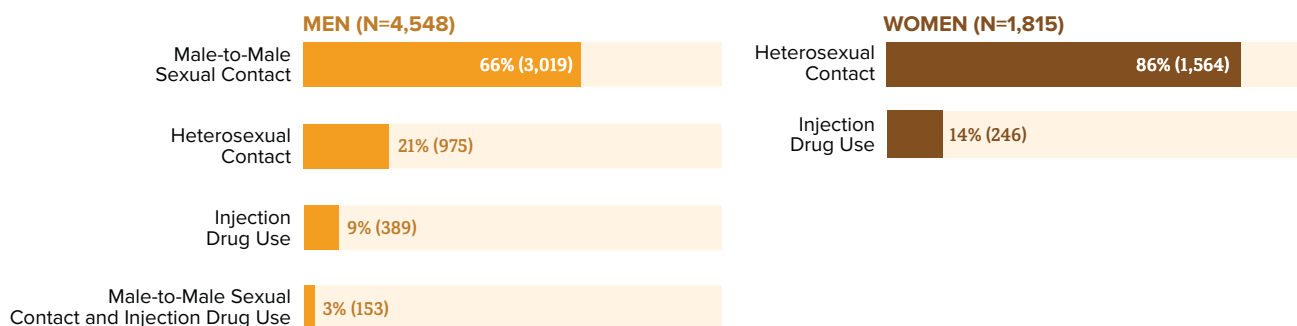 MEN (N=4,548)
Male-to-Male
Sexual Contact
66% (3,019)
Heterosexual
Contact
21% (975)
Injection
Drug Use
9% (389)
Male-to-Male Sexual
Contact and Injection Drug Use
3% (153)
WOMEN (N=1,815)
Heterosexual
Contact
86% (1,564)
Injection
Drug Use
14% (246)